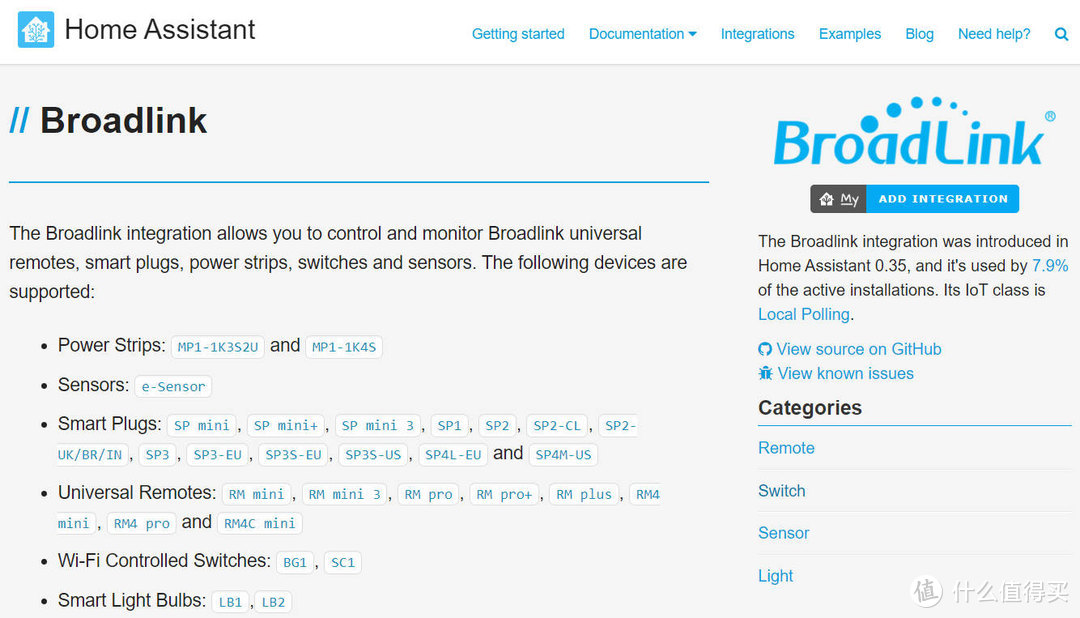 Home Assistant
Getting started Documentation Integrations Examples Blog Need help?
// Broadlink
The Broadlink integration allows you to control and monitor Broadlink universal
remotes, smart plugs, power strips, switches and sensors. The following devices are
supported:
• Power Strips: MP1-1K3S2U and MP1-1K4S
• Sensors: e-Sensor
• Smart Plugs: SP mini, SP mini+, SP mini 3, SP1, SP2, SP2-CL, SP2-
UK/BR/IN, SP3, SP3-EU, SP3S-EU, SP3S-US, SP4L-EU and SP4M-US
• Universal Remotes: RM mini, RM mini 3, RM pro, RM pro+, RM plus, RM4
mini, RM4 pro and RM4C mini
• Wi-Fi Controlled Switches: BG1, SC1
• Smart Light Bulbs: LB1, LB2
BroadLink®
My ADD INTEGRATION
The Broadlink integration was introduced in
Home Assistant 0.35, and it's used by 7.9%
of the active installations. Its IoT class is
Local Polling.
View source on GitHub
View known issues
Categories
Remote
Switch
Sensor
Light
值 什么值得买